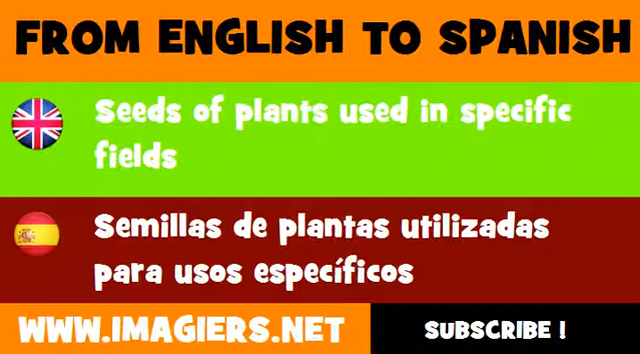 FROM ENGLISH TO SPANISH
Seeds of plants used in specific
fields
Semillas de plantas utilizadas
para usos específicos
WWW.IMAGIERS.NET
SUBSCRIBE !